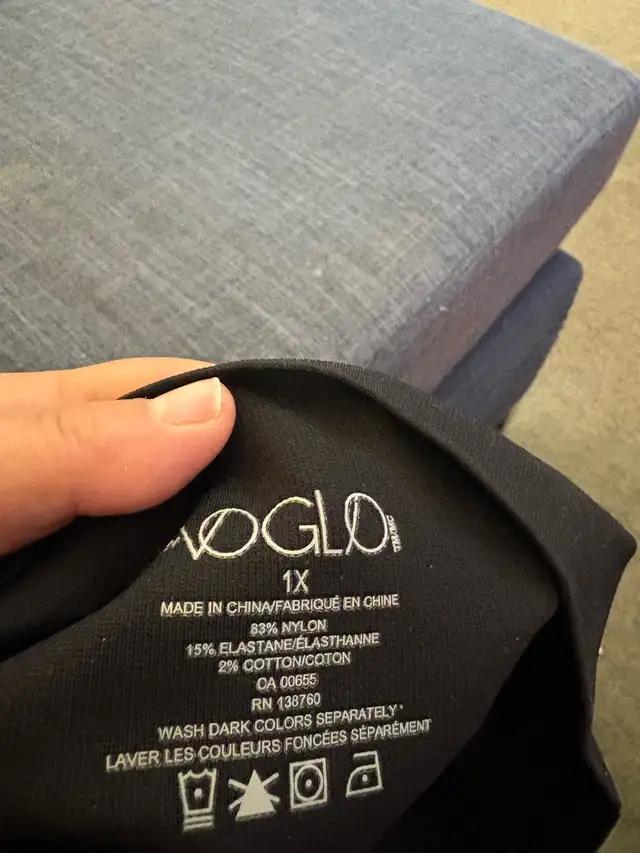 1X
MADE IN CHINA/FABRIQUÉ EN CHINE
83% NYLON
15% ELASTANE/ÉLASTHANNE
2% COTTON/COTON
CA 00655
RN 138760
WASH DARK COLORS SEPARATELY
LAVER LES COULEURS FONCÉES SÉPARÉMENT